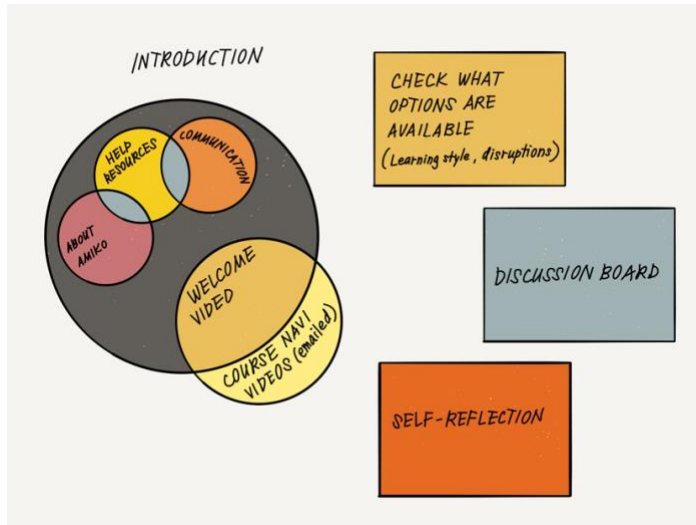 INTRODUCTION
HELP
RESOURCES
COMMUNICATION
ABOUT
AMIKO
WELCOME
VIDEO
COURSE NAVI
VIDEOS (emailed)
CHECK WHAT
OPTIONS ARE
AVAILABLE
(Learning style, disruptions)
DISCUSSION BOARD
SELF-REFLECTION